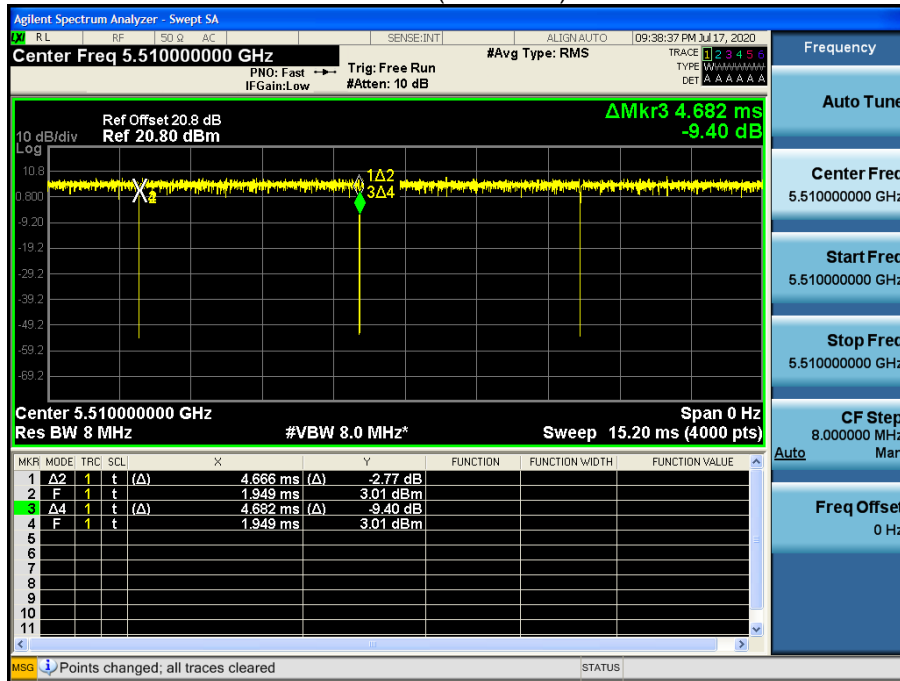 Agilent Spectrum Analyzer - Swept SA
LXI RL RF 50 Ω AC SENSE:INT ALIGN AUTO 09:38:37 PM Jul 17, 2020
Center Freq 5.510000000 GHz #Avg Type: RMS TRACE 1 2 3 4 5 6
PNO: Fast Trig: Free Run TYPE WWWWWW
IFGain:Low #Atten: 10 dB DET A A A A A A
Frequency
Auto Tune
Center Freq
5.510000000 GHz
Start Freq
5.510000000 GHz
Stop Freq
5.510000000 GHz
CF Step
8.000000 MHz
Auto Man
Freq Offset
0 Hz
Ref Offset 20.8 dB ΔMkr3 4.682 ms
10 dB/div Ref 20.80 dBm -9.40 dB
Log
10.8
0.800
-9.20
-19.2
-29.2
-39.2
-49.2
-59.2
-69.2
1Δ2
3Δ4
Center 5.510000000 GHz Span 0 Hz
Res BW 8 MHz #VBW 8.0 MHz* Sweep 15.20 ms (4000 pts)
MKR MODE TRC SCL X Y FUNCTION FUNCTION WIDTH FUNCTION VALUE
1 Δ2 1 t (Δ) 4.666 ms (Δ) -2.77 dB
2 F 1 t 1.949 ms 3.01 dBm
3 Δ4 1 t (Δ) 4.682 ms (Δ) -9.40 dB
4 F 1 t 1.949 ms 3.01 dBm
5
6
7
8
9
10
11
MSG Points changed; all traces cleared STATUS